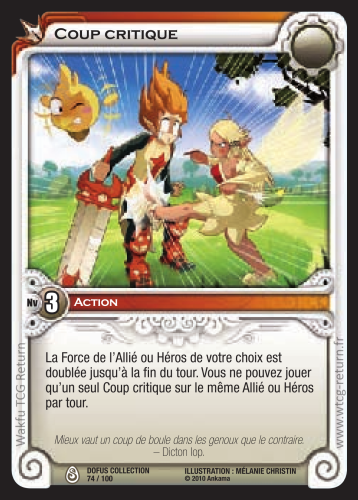 COUP CRITIQUE
Nv 3 ACTION
La Force de l'Allié ou Héros de votre choix est
doublée jusqu'à la fin du tour. Vous ne pouvez jouer
qu'un seul Coup critique sur le même Allié ou Héros
par tour.
Mieux vaut un coup de boule dans les genoux que le contraire.
– Dicton Iop.
DOFUS COLLECTION
74 / 100
ILLUSTRATION : MÉLANIE CHRISTIN
© 2010 Ankama
Wakfu TCG Return
www.wtcg-return.fr